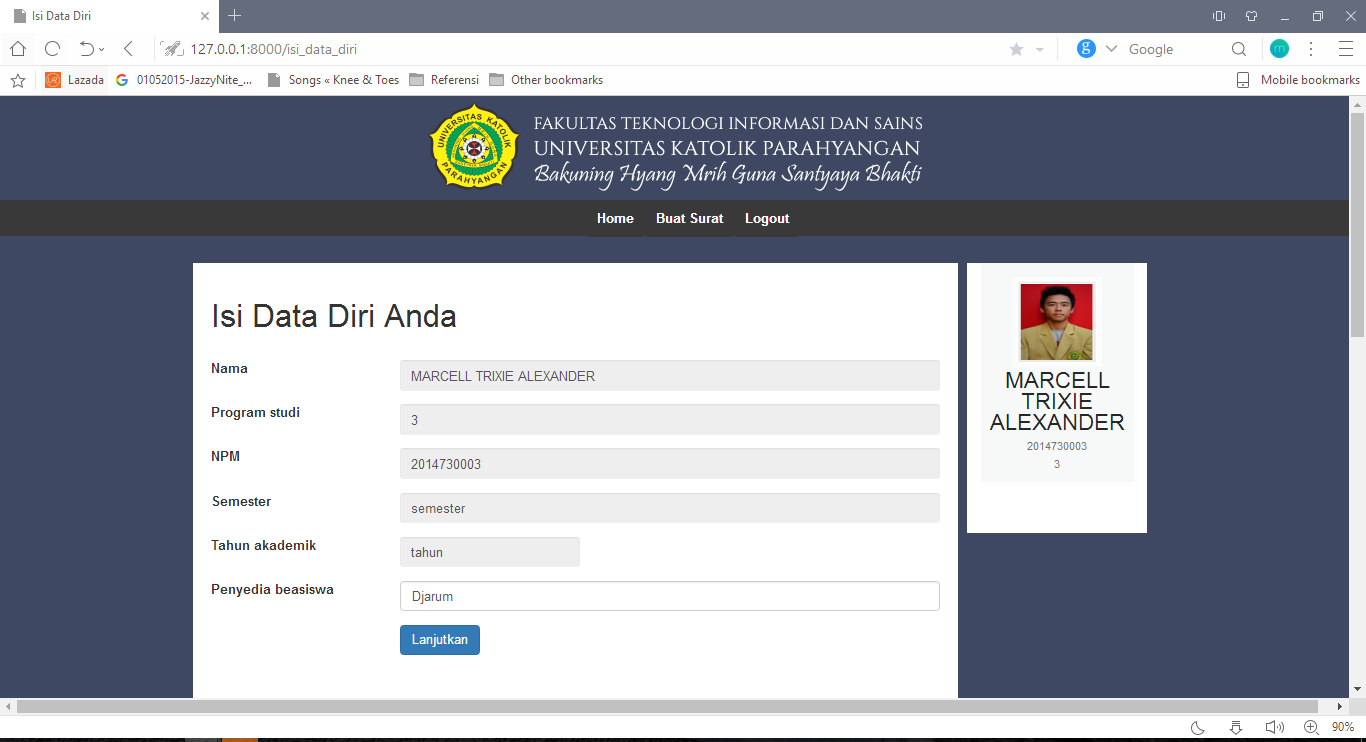 Isi Data Diri
127.0.0.1:8000/isi_data_diri
g
Google
m
Lazada
01052015-JazzyNite_...
Songs « Knee & Toes
Referensi
Other bookmarks
Mobile bookmarks
UNIVERSITAS KATOLIK PARAHYANGAN
FAKULTAS TEKNOLOGI INFORMASI DAN SAINS
UNIVERSITAS KATOLIK PARAHYANGAN
Bakuning Hyang Mrih Guna Santyaya Bhakti
Home Buat Surat Logout
Isi Data Diri Anda
Nama MARCELL TRIXIE ALEXANDER
Program studi 3
NPM 2014730003
Semester semester
Tahun akademik tahun
Penyedia beasiswa Djarum
Lanjutkan
MARCELL
TRIXIE
ALEXANDER
2014730003
3
90%